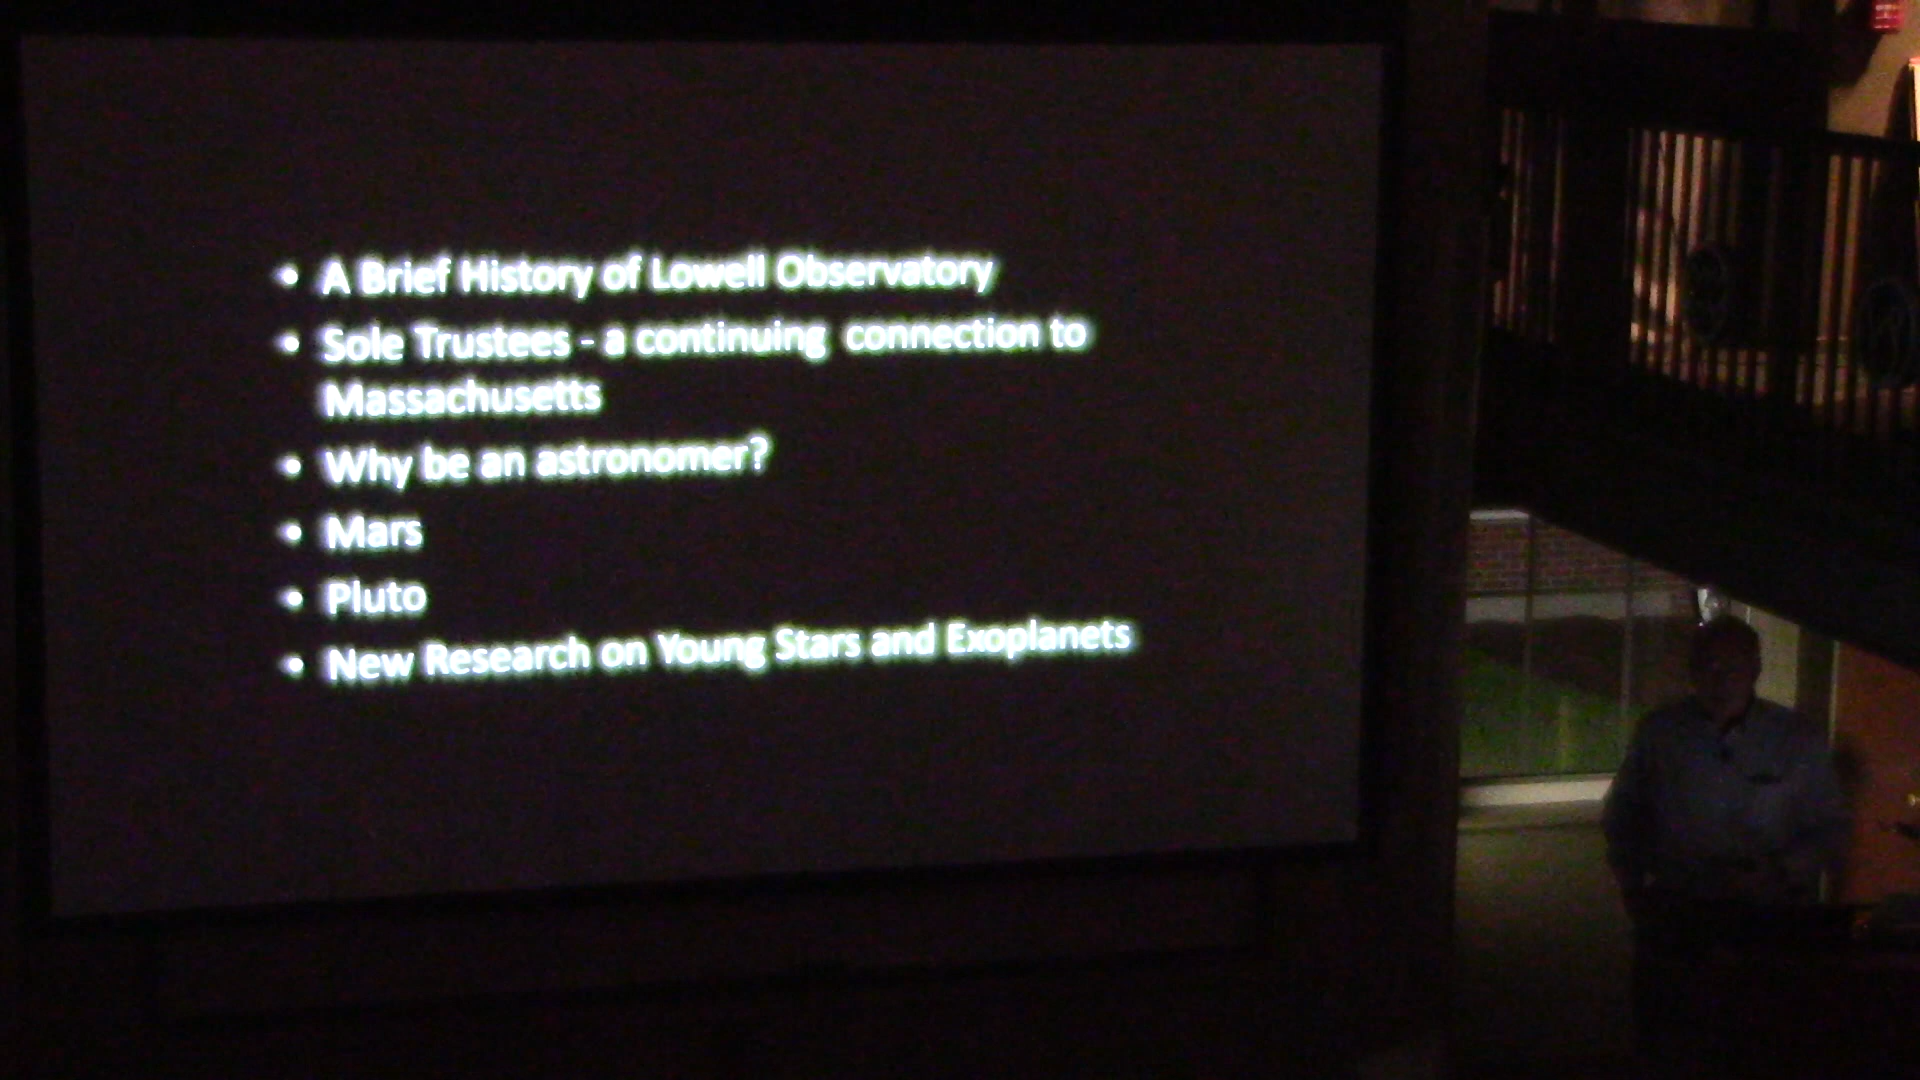 • A Brief History of Lowell Observatory
• Sole Trustees - a continuing connection to
Massachusetts
• Why be an astronomer?
• Mars
• Pluto
• New Research on Young Stars and Exoplanets